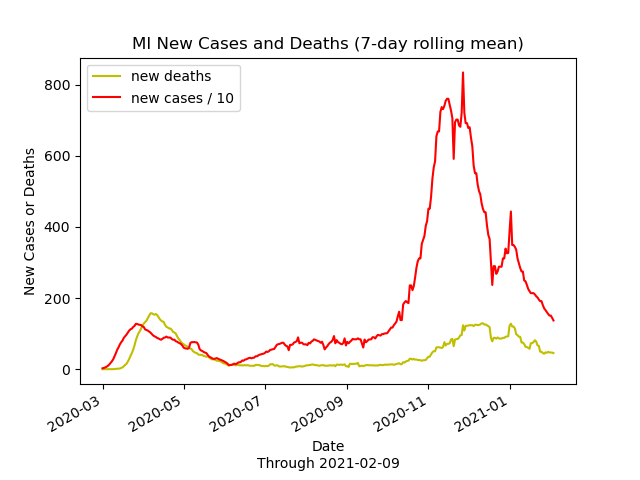 MI New Cases and Deaths (7-day rolling mean)
new deaths
new cases / 10
New Cases or Deaths
800
600
400
200
0
2020-03
2020-05
2020-07
2020-09
2020-11
2021-01
Date
Through 2021-02-09